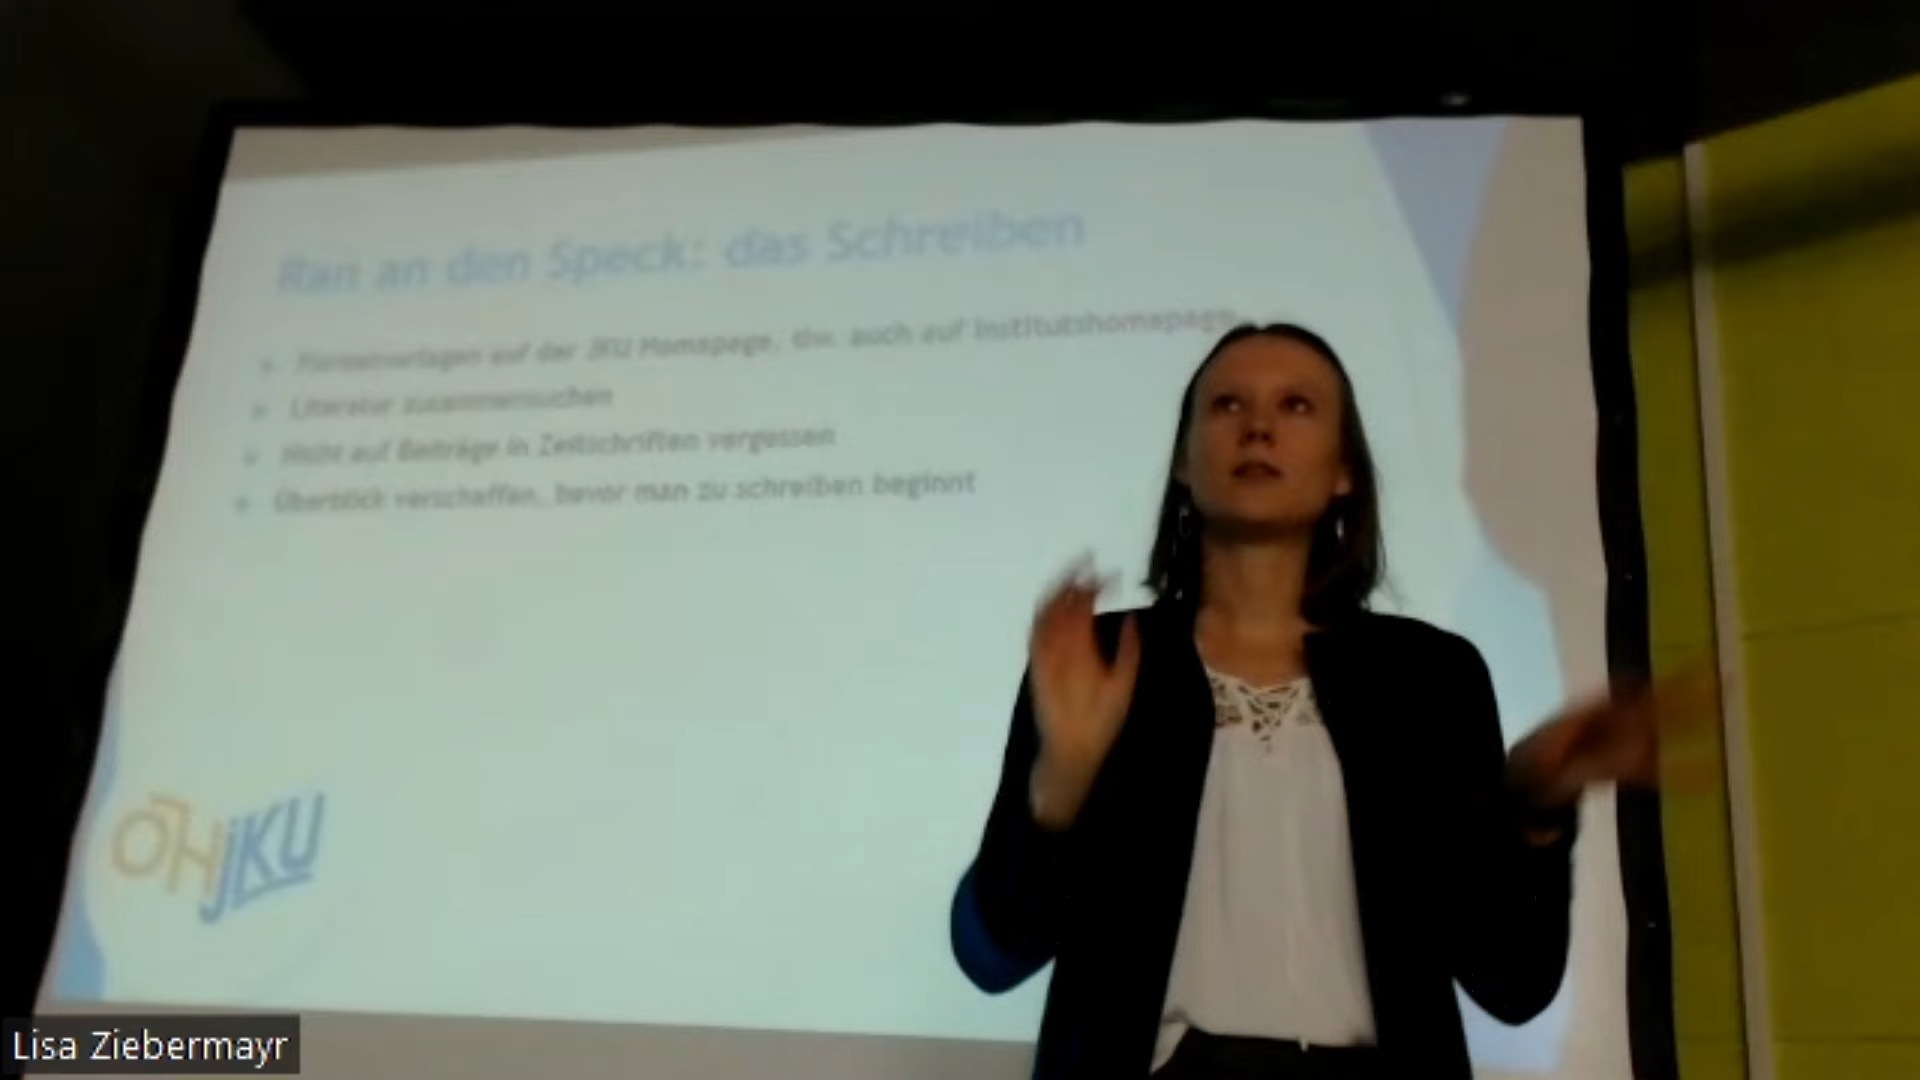 Ran an den Speck: das Schreiben
Formatvorlagen auf der JKU Homepage, tlw. auch auf Institutshomepage
Literatur zusammensuchen
Nicht auf Beiträge in Zeitschriften vergessen
Überblick verschaffen, bevor man zu schreiben beginnt
ÖH JKU
Lisa Ziebermayr